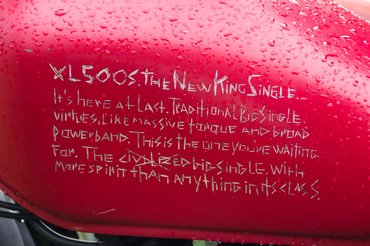 XL500S. The New King Single...
It's here at last. Traditional Big Single
virtues, like massive torque and broad
powerband. This is the one you've waiting
for. The civilized big single. With
more spirit than anything in its class.